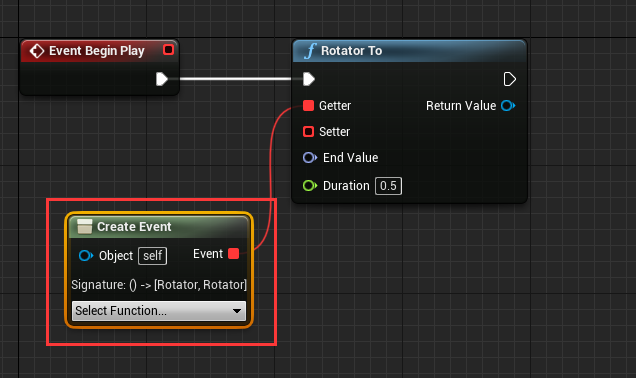 Event Begin Play
Rotator To
Getter
Return Value
Setter
End Value
Duration 0.5
Create Event
Object self
Event
Signature: () -> [Rotator, Rotator]
Select Function...